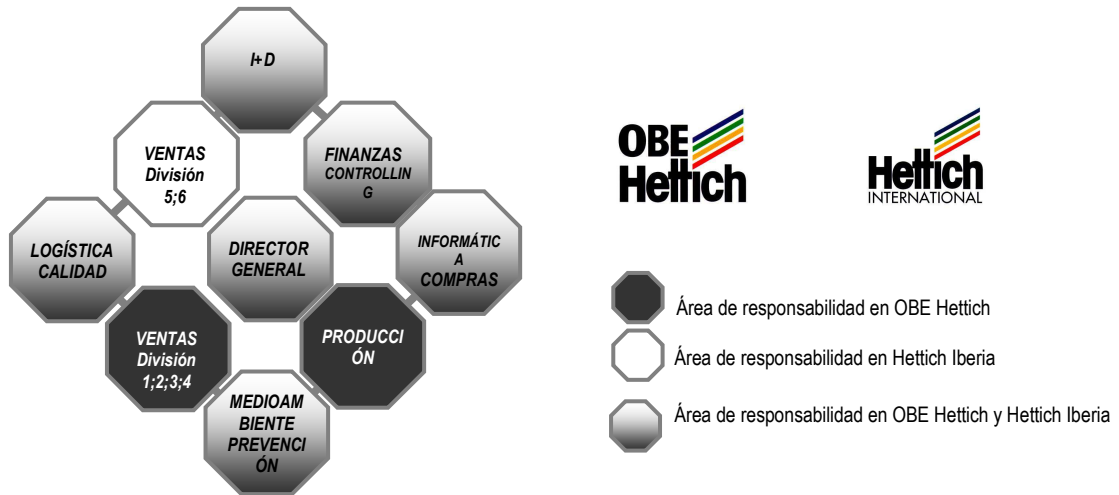 I+D
VENTAS
División
5;6
FINANZAS
CONTROLLIN
G
LOGÍSTICA
CALIDAD
DIRECTOR
GENERAL
INFORMÁTIC
A
COMPRAS
VENTAS
División
1;2;3;4
PRODUCCI
ÓN
MEDIOAM
BIENTE
PREVENCI
ÓN
OBE
Hettich
Hettich
INTERNATIONAL
Área de responsabilidad en OBE Hettich
Área de responsabilidad en Hettich Iberia
Área de responsabilidad en OBE Hettich y Hettich Iberia